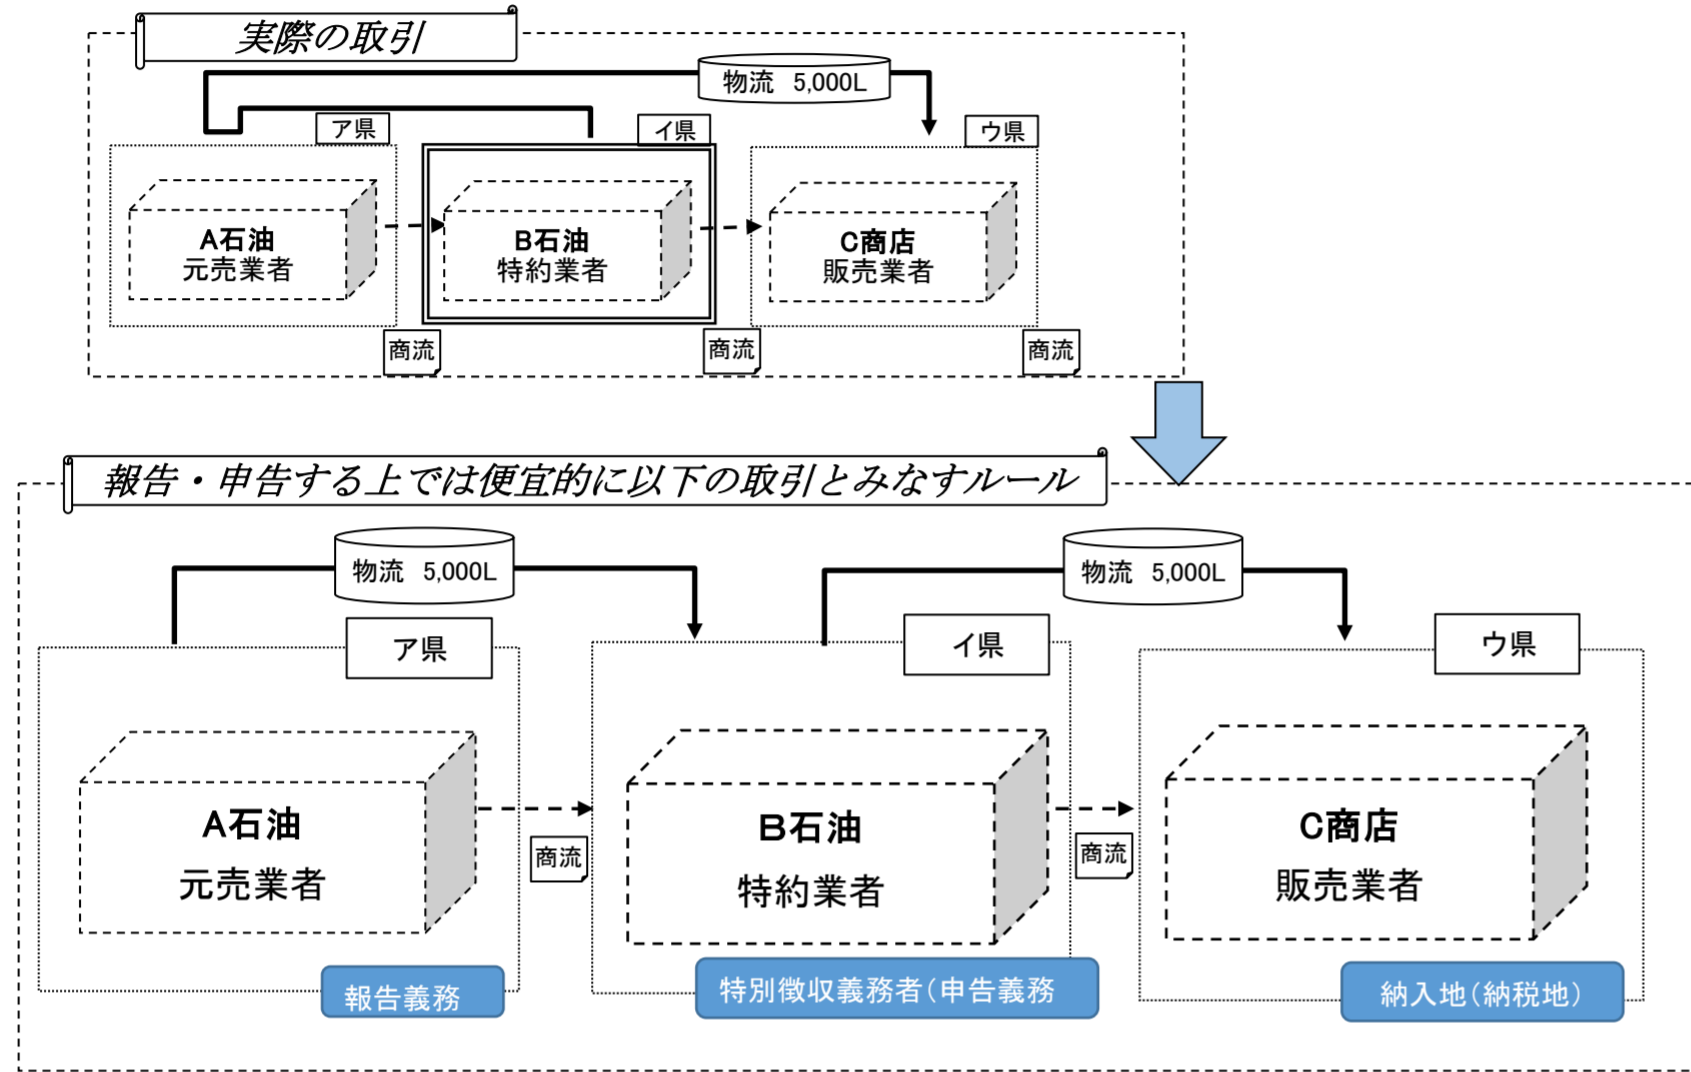 実際の取引
物流 5,000L
ア県
イ県
ウ県
A石油
元売業者
B石油
特約業者
C商店
販売業者
商流
商流
商流
報告・申告する上では便宜的に以下の取引とみなすルール
物流 5,000L
物流 5,000L
ア県
イ県
ウ県
A石油
元売業者
商流
B石油
特約業者
商流
C商店
販売業者
報告義務
特別徴収義務者(申告義務
納入地(納税地)